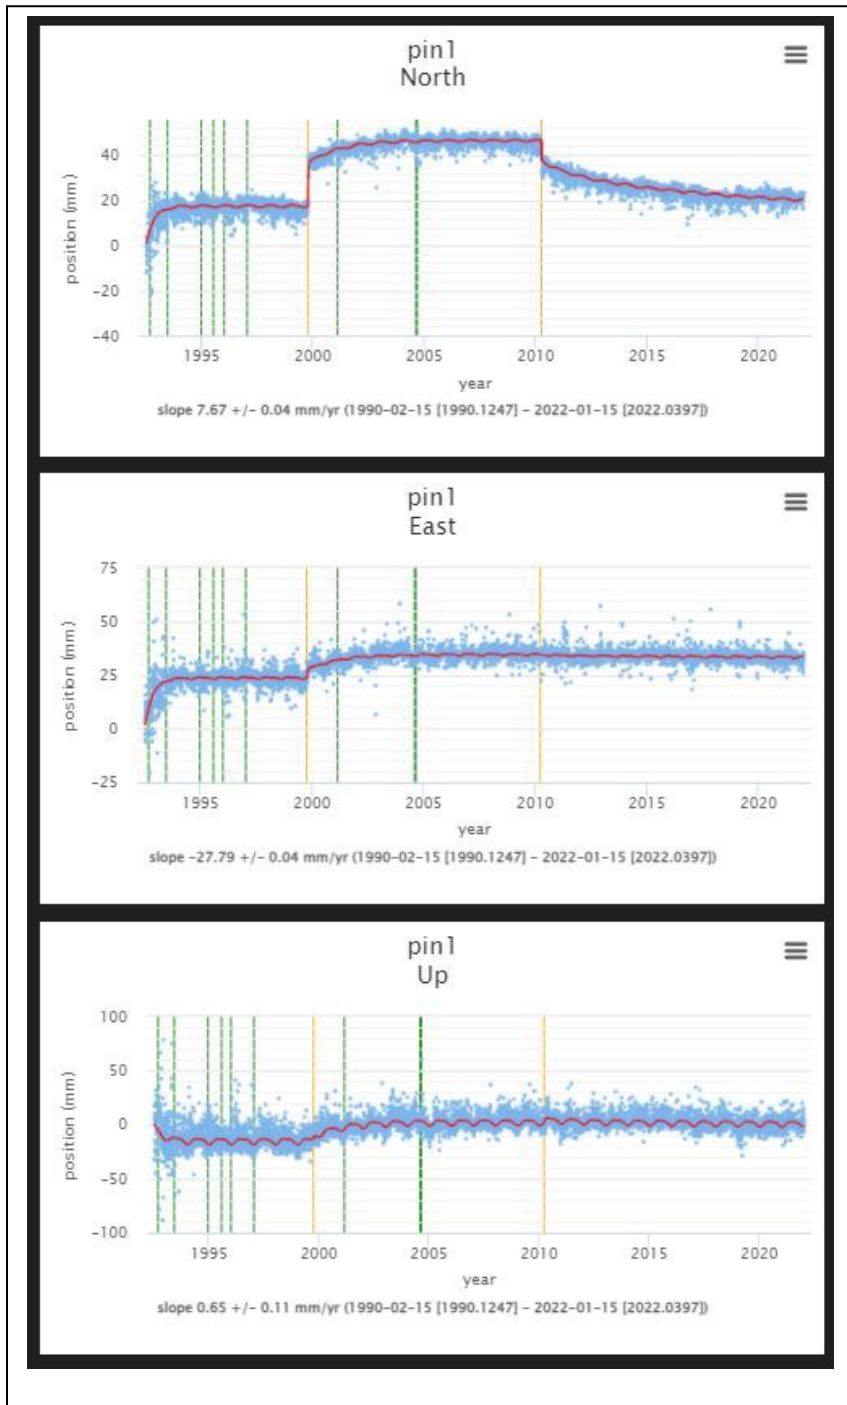 pin1
North
position (mm)
40
20
0
−20
−40
1995 2000 2005 2010 2015 2020
year
slope 7.67 +/- 0.04 mm/yr (1990-02-15 [1990.1247] - 2022-01-15 [2022.0397])
pin1
East
position (mm)
75
50
25
0
−25
1995 2000 2005 2010 2015 2020
year
slope -27.79 +/- 0.04 mm/yr (1990-02-15 [1990.1247] - 2022-01-15 [2022.0397])
pin1
Up
position (mm)
100
50
0
−50
−100
1995 2000 2005 2010 2015 2020
year
slope 0.65 +/- 0.11 mm/yr (1990-02-15 [1990.1247] - 2022-01-15 [2022.0397])